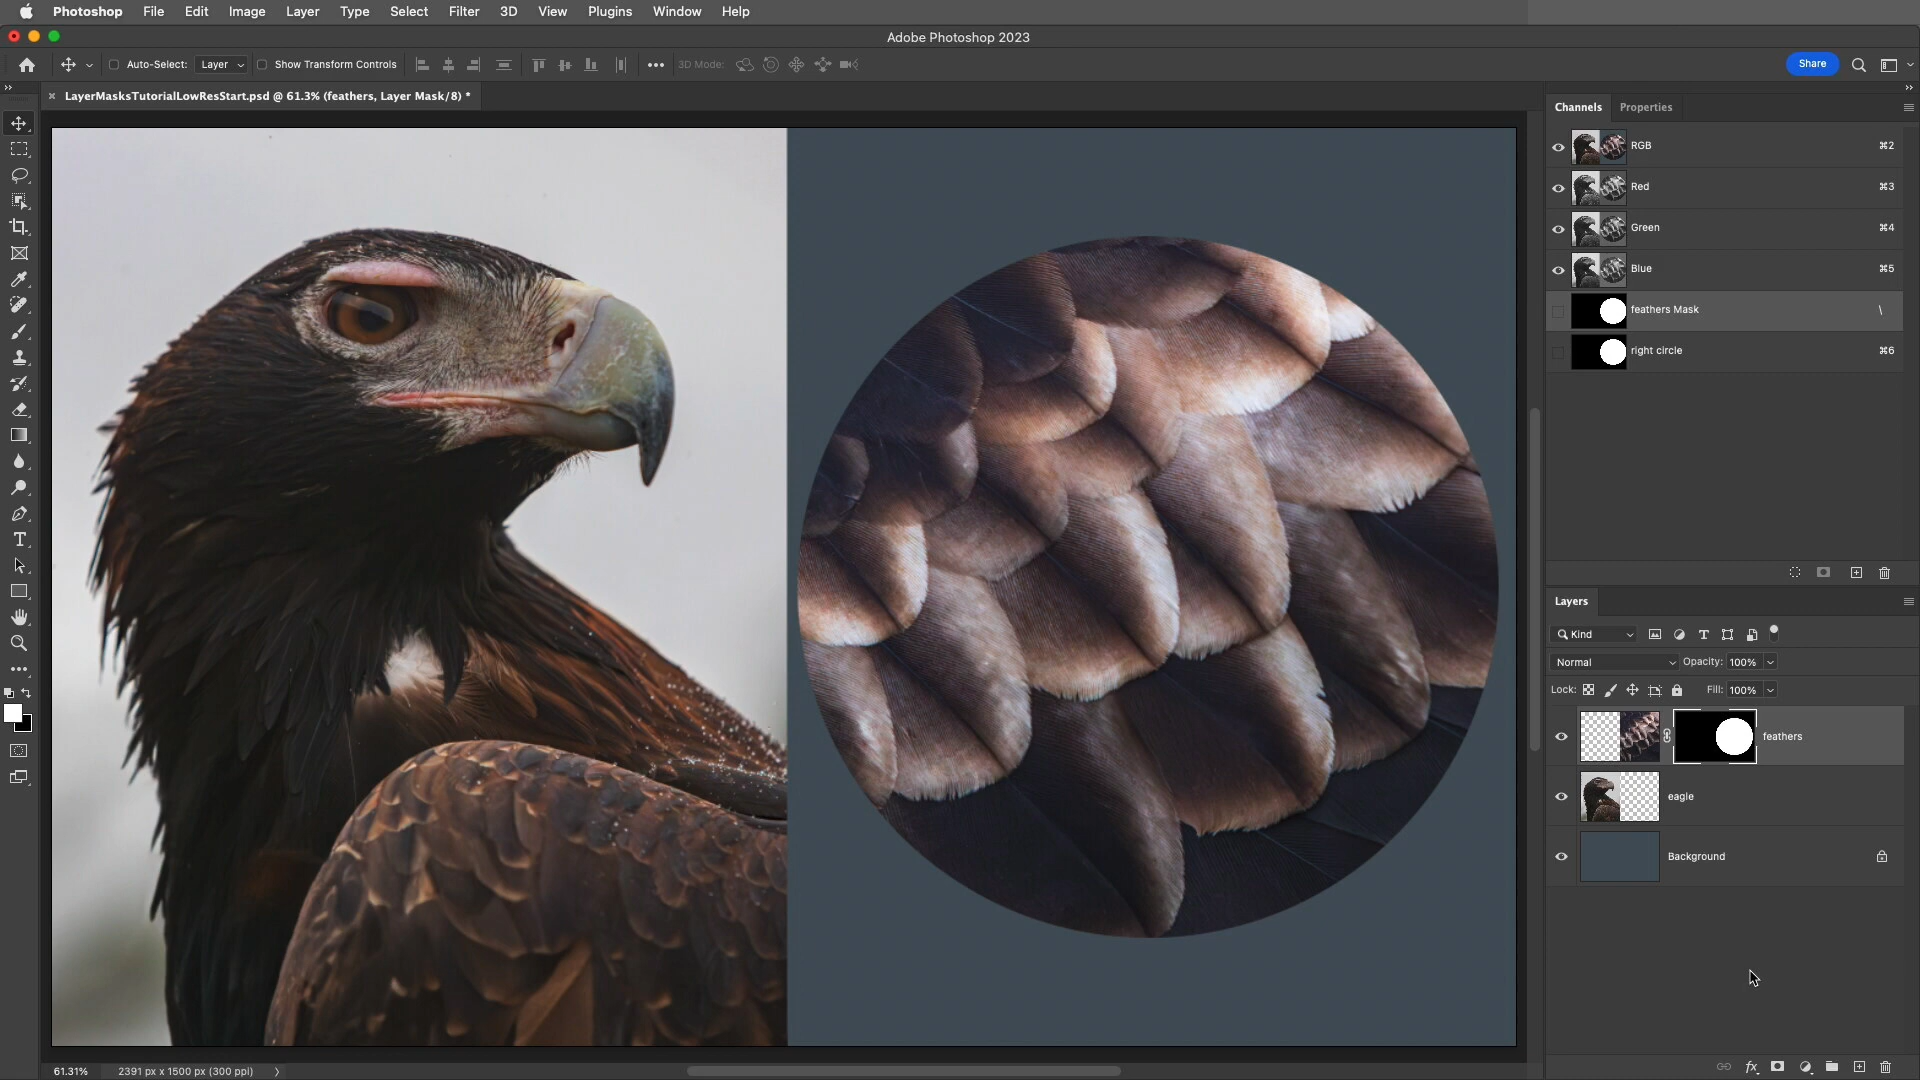 Photoshop File Edit Image Layer Type Select Filter 3D View Plugins Window Help
Adobe Photoshop 2023
Auto-Select: Layer Show Transform Controls 3D Mode: Share
LayerMasksTutorialLowResStart.psd @ 61.3% (feathers, Layer Mask/8) *
Channels Properties
RGB ⌘2
Red ⌘3
Green ⌘4
Blue ⌘5
feathers Mask \
right circle ⌘6
Layers
Kind
Normal Opacity: 100%
Lock: Fill: 100%
feathers
eagle
Background
61.31% 2391 px x 1500 px (300 ppi)